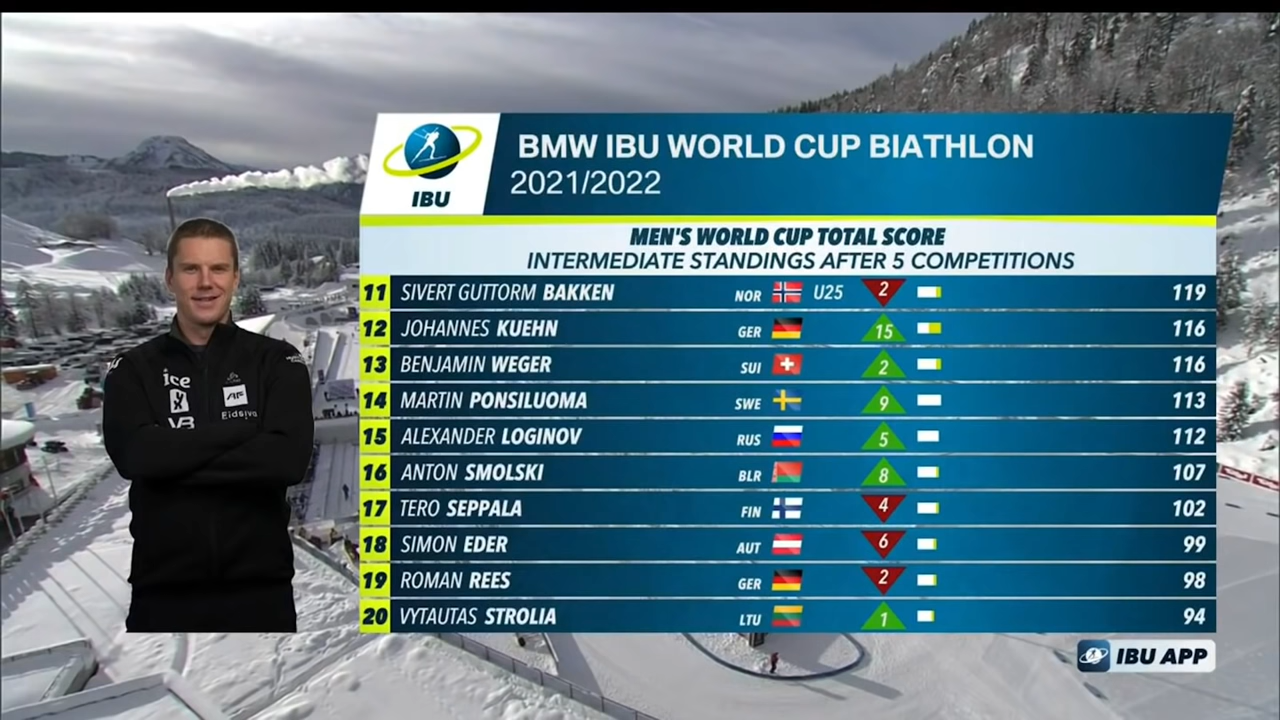 IBU
BMW IBU WORLD CUP BIATHLON
2021/2022
MEN'S WORLD CUP TOTAL SCORE
INTERMEDIATE STANDINGS AFTER 5 COMPETITIONS
11 SIVERT GUTTORM BAKKEN NOR U25 2 119
12 JOHANNES KUEHN GER 15 116
13 BENJAMIN WEGER SUI 2 116
14 MARTIN PONSILUOMA SWE 9 113
15 ALEXANDER LOGINOV RUS 5 112
16 ANTON SMOLSKI BLR 8 107
17 TERO SEPPALA FIN 4 102
18 SIMON EDER AUT 6 99
19 ROMAN REES GER 2 98
20 VYTAUTAS STROLIA LTU 1 94
ice
AF
Eidsiva
VB
IBU APP